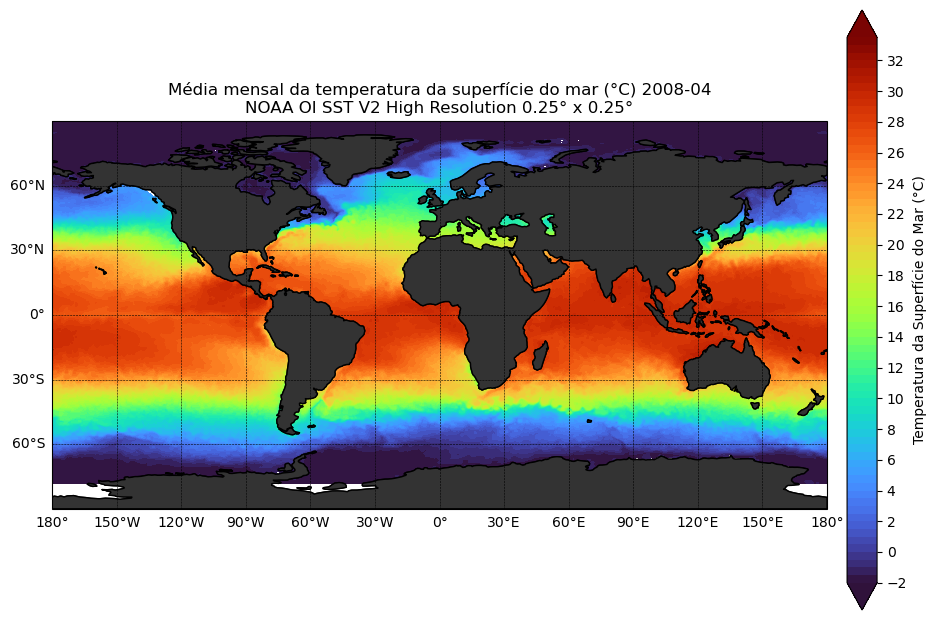 Média mensal da temperatura da superfície do mar (°C) 2008-04
NOAA OI SST V2 High Resolution 0.25° x 0.25°
60°N
30°N
0°
30°S
60°S
180°
150°W
120°W
90°W
60°W
30°W
0°
30°E
60°E
90°E
120°E
150°E
180°
32
30
28
26
24
22
20
18
16
14
12
10
8
6
4
2
0
−2
Temperatura da Superfície do Mar (°C)